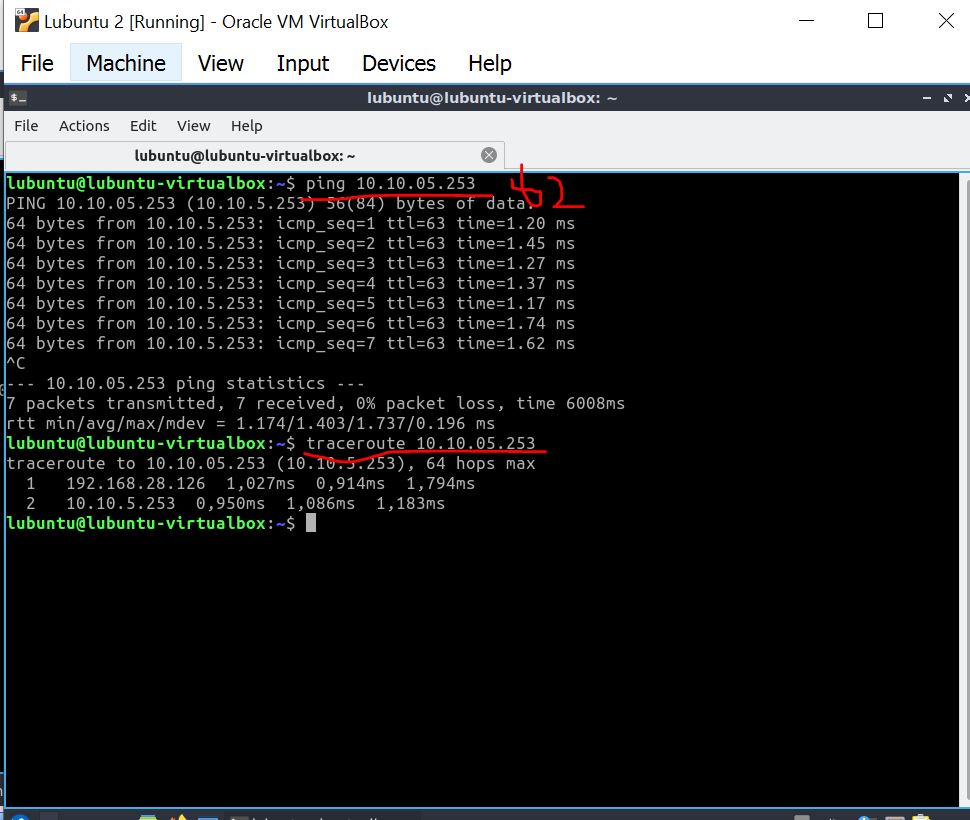 Lubuntu 2 [Running] - Oracle VM VirtualBox
File Machine View Input Devices Help
lubuntu@lubuntu-virtualbox: ~
File Actions Edit View Help
lubuntu@lubuntu-virtualbox: ~
lubuntu@lubuntu-virtualbox:~$ ping 10.10.05.253
PING 10.10.05.253 (10.10.5.253) 56(84) bytes of data.
64 bytes from 10.10.5.253: icmp_seq=1 ttl=63 time=1.20 ms
64 bytes from 10.10.5.253: icmp_seq=2 ttl=63 time=1.45 ms
64 bytes from 10.10.5.253: icmp_seq=3 ttl=63 time=1.27 ms
64 bytes from 10.10.5.253: icmp_seq=4 ttl=63 time=1.37 ms
64 bytes from 10.10.5.253: icmp_seq=5 ttl=63 time=1.17 ms
64 bytes from 10.10.5.253: icmp_seq=6 ttl=63 time=1.74 ms
64 bytes from 10.10.5.253: icmp_seq=7 ttl=63 time=1.62 ms
^C
--- 10.10.05.253 ping statistics ---
7 packets transmitted, 7 received, 0% packet loss, time 6008ms
rtt min/avg/max/mdev = 1.174/1.403/1.737/0.196 ms
lubuntu@lubuntu-virtualbox:~$ traceroute 10.10.05.253
traceroute to 10.10.05.253 (10.10.5.253), 64 hops max
1 192.168.28.126 1,027ms 0,914ms 1,794ms
2 10.10.5.253 0,950ms 1,086ms 1,183ms
lubuntu@lubuntu-virtualbox:~$